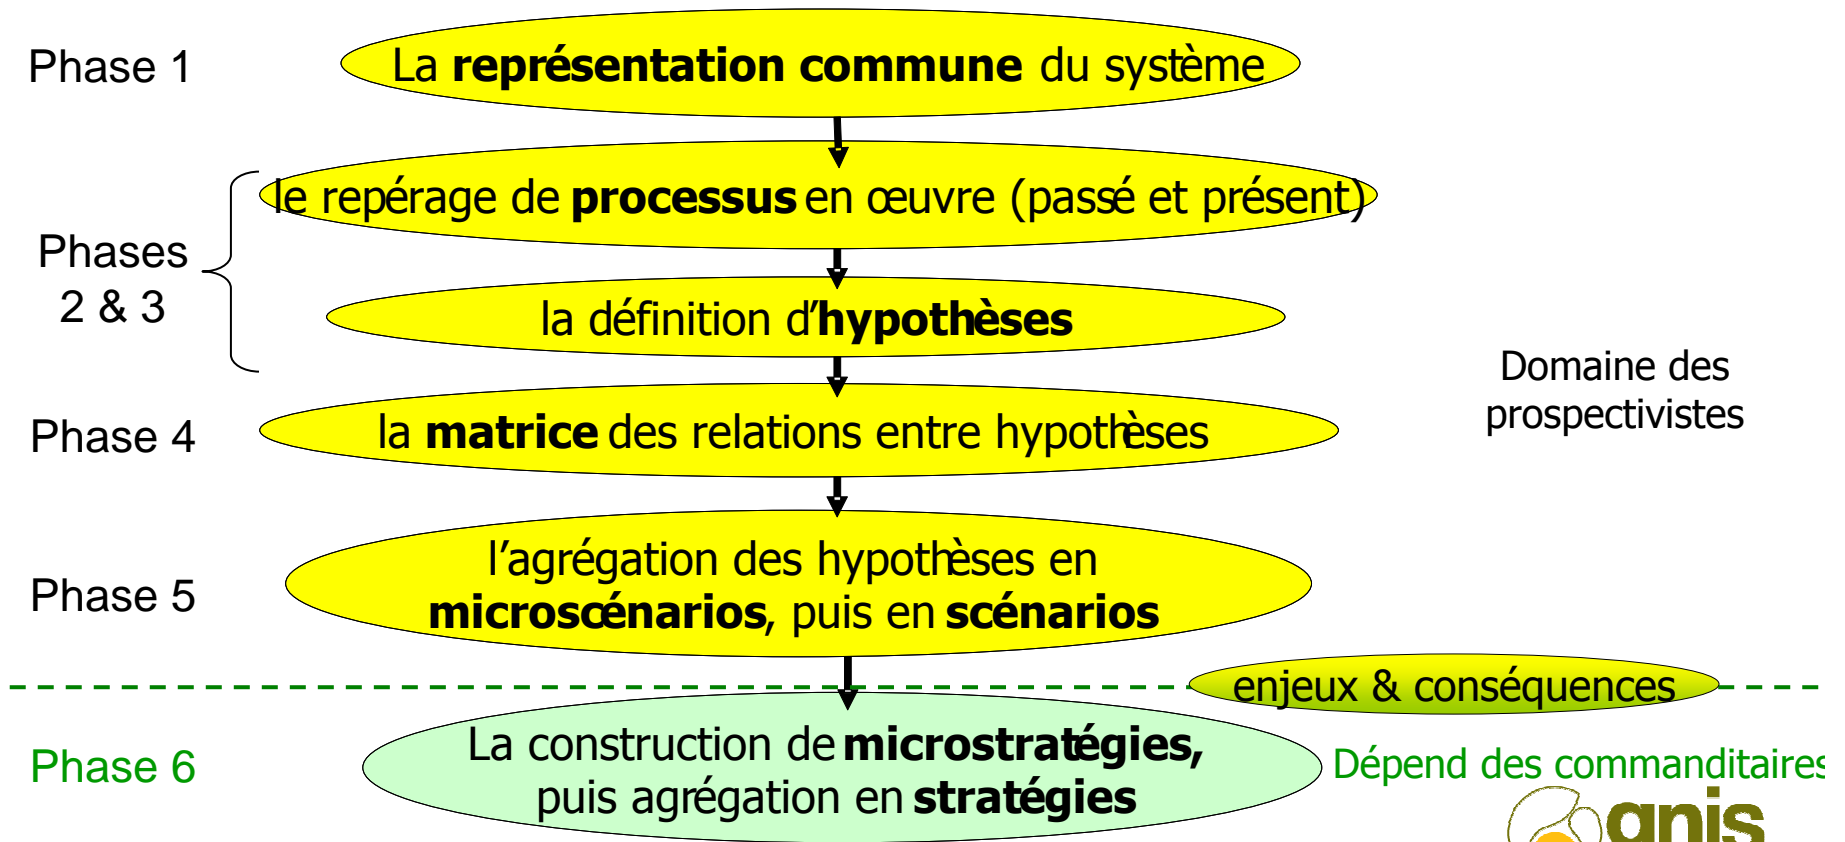 Phase 1
La représentation commune du système
Phases
2 & 3
le repérage de processus en œuvre (passé et présent)
la définition d'hypothèses
Domaine des
prospectivistes
Phase 4
la matrice des relations entre hypothèses
Phase 5
l’agrégation des hypothèses en
microscénarios, puis en scénarios
enjeux & conséquences
Phase 6
La construction de microstratégies,
puis agrégation en stratégies
Dépend des commanditaires
anis